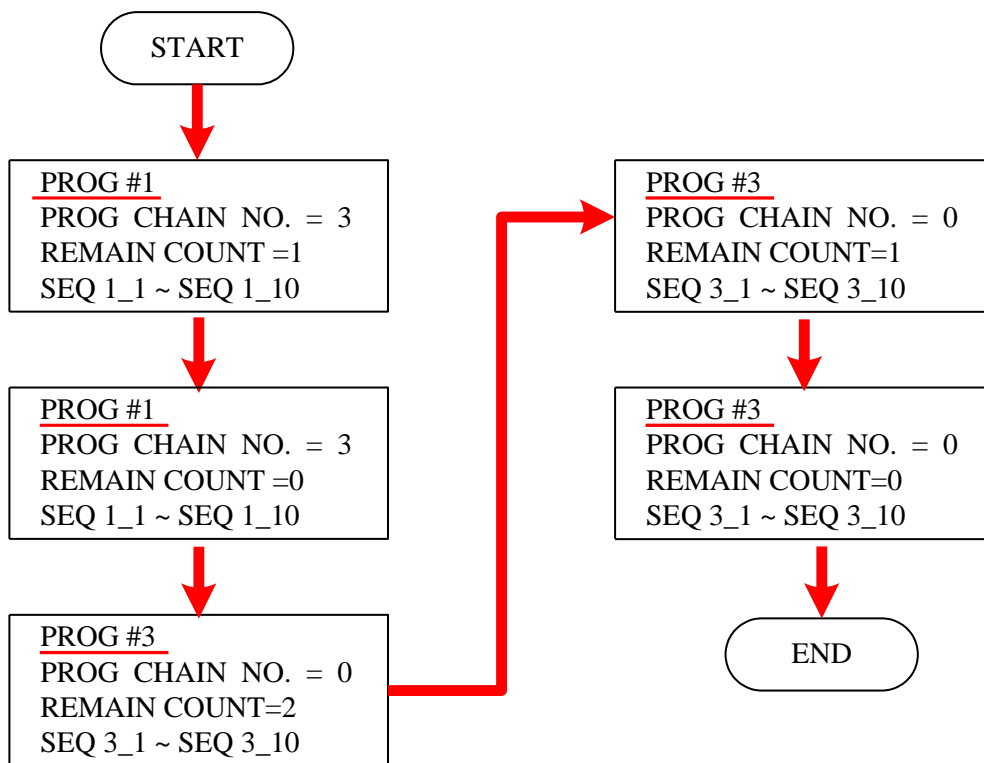 START
PROG #1
PROG CHAIN NO. = 3
REMAIN COUNT =1
SEQ 1_1 ~ SEQ 1_10
PROG #1
PROG CHAIN NO. = 3
REMAIN COUNT =0
SEQ 1_1 ~ SEQ 1_10
PROG #3
PROG CHAIN NO. = 0
REMAIN COUNT=2
SEQ 3_1 ~ SEQ 3_10
PROG #3
PROG CHAIN NO. = 0
REMAIN COUNT=1
SEQ 3_1 ~ SEQ 3_10
PROG #3
PROG CHAIN NO. = 0
REMAIN COUNT=0
SEQ 3_1 ~ SEQ 3_10
END